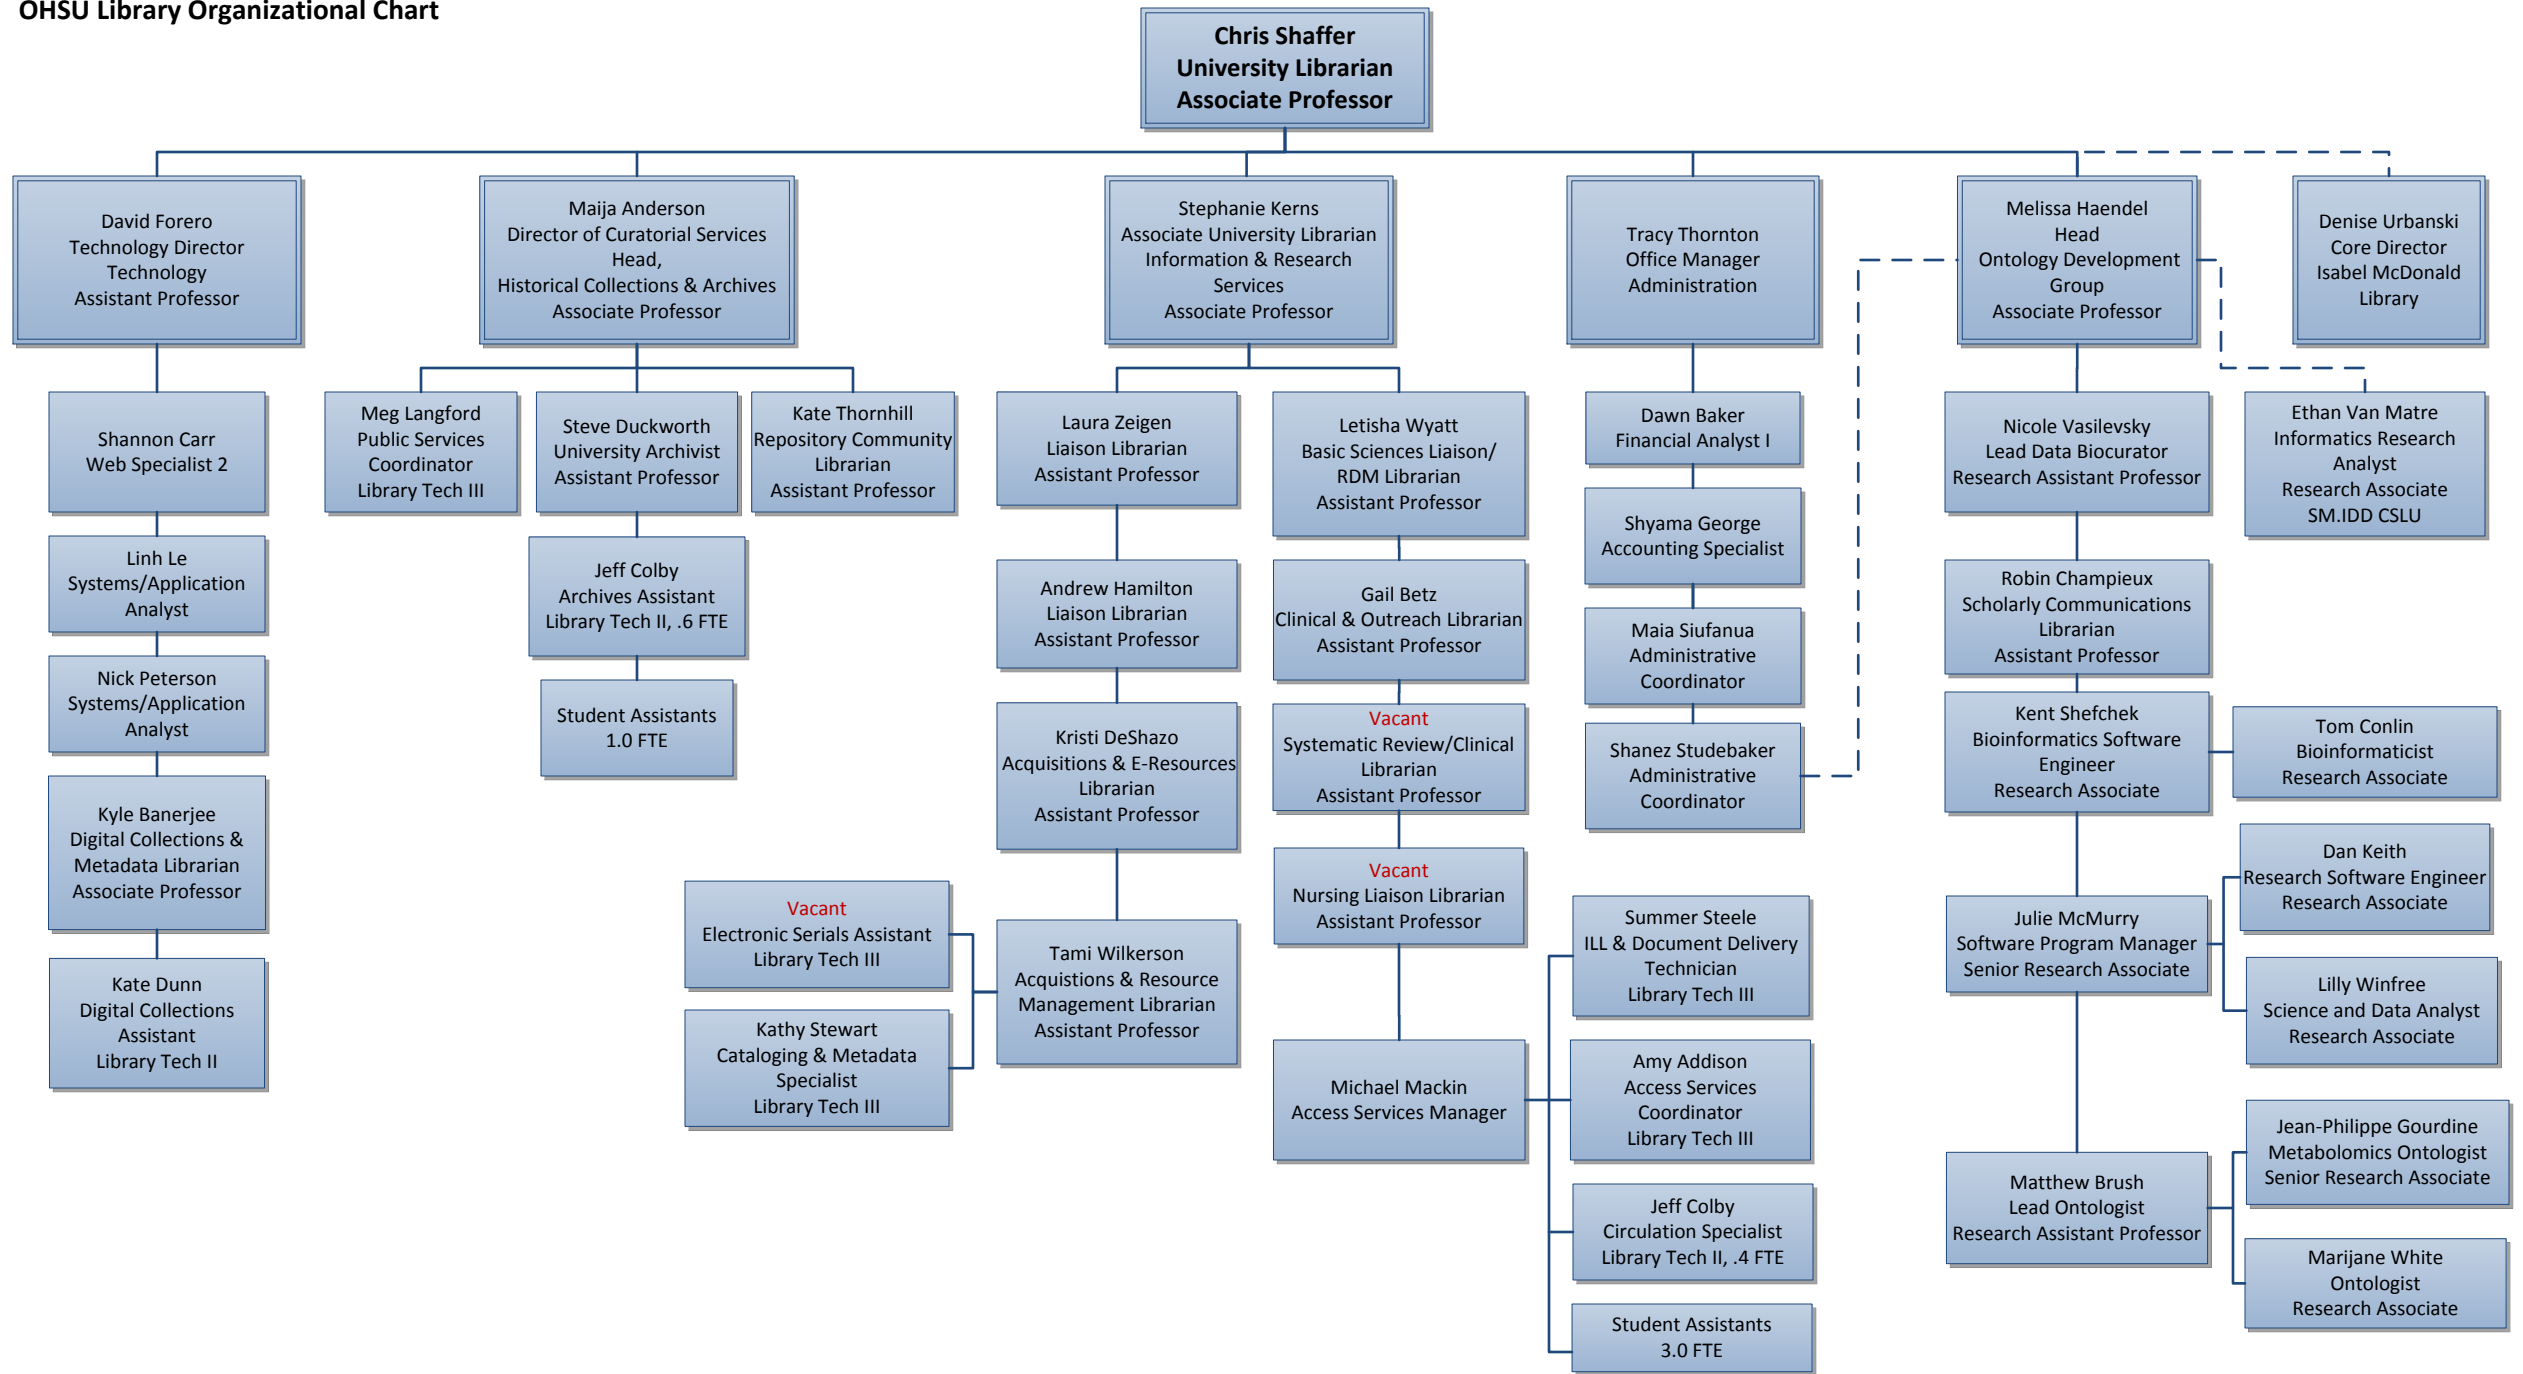 OHSU Library Organizational Chart
Chris Shaffer
University Librarian
Associate Professor
David Forero
Technology Director
Technology
Assistant Professor
Maija Anderson
Director of Curatorial Services
Head,
Historical Collections & Archives
Associate Professor
Stephanie Kerns
Associate University Librarian
Information & Research
Services
Associate Professor
Tracy Thornton
Office Manager
Administration
Melissa Haendel
Head
Ontology Development
Group
Associate Professor
Denise Urbanski
Core Director
Isabel McDonald
Library
Shannon Carr
Web Specialist 2
Linh Le
Systems/Application
Analyst
Nick Peterson
Systems/Application
Analyst
Kyle Banerjee
Digital Collections &
Metadata Librarian
Associate Professor
Kate Dunn
Digital Collections
Assistant
Library Tech II
Meg Langford
Public Services
Coordinator
Library Tech III
Steve Duckworth
University Archivist
Assistant Professor
Kate Thornhill
Repository Community
Librarian
Assistant Professor
Jeff Colby
Archives Assistant
Library Tech II, .6 FTE
Student Assistants
1.0 FTE
Laura Zeigen
Liaison Librarian
Assistant Professor
Andrew Hamilton
Liaison Librarian
Assistant Professor
Kristi DeShazo
Acquisitions & E-Resources
Librarian
Assistant Professor
Tami Wilkerson
Acquistions & Resource
Management Librarian
Assistant Professor
Vacant
Electronic Serials Assistant
Library Tech III
Kathy Stewart
Cataloging & Metadata
Specialist
Library Tech III
Letisha Wyatt
Basic Sciences Liaison/
RDM Librarian
Assistant Professor
Gail Betz
Clinical & Outreach Librarian
Assistant Professor
Vacant
Systematic Review/Clinical
Librarian
Assistant Professor
Vacant
Nursing Liaison Librarian
Assistant Professor
Michael Mackin
Access Services Manager
Summer Steele
ILL & Document Delivery
Technician
Library Tech III
Amy Addison
Access Services
Coordinator
Library Tech III
Jeff Colby
Circulation Specialist
Library Tech II, .4 FTE
Student Assistants
3.0 FTE
Dawn Baker
Financial Analyst I
Shyama George
Accounting Specialist
Maia Siufanua
Administrative
Coordinator
Shanez Studebaker
Administrative
Coordinator
Nicole Vasilevsky
Lead Data Biocurator
Research Assistant Professor
Robin Champieux
Scholarly Communications
Librarian
Assistant Professor
Kent Shefchek
Bioinformatics Software
Engineer
Research Associate
Julie McMurry
Software Program Manager
Senior Research Associate
Matthew Brush
Lead Ontologist
Research Assistant Professor
Ethan Van Matre
Informatics Research
Analyst
Research Associate
SM.IDD CSLU
Tom Conlin
Bioinformaticist
Research Associate
Dan Keith
Research Software Engineer
Research Associate
Lilly Winfree
Science and Data Analyst
Research Associate
Jean-Philippe Gourdine
Metabolomics Ontologist
Senior Research Associate
Marijane White
Ontologist
Research Associate